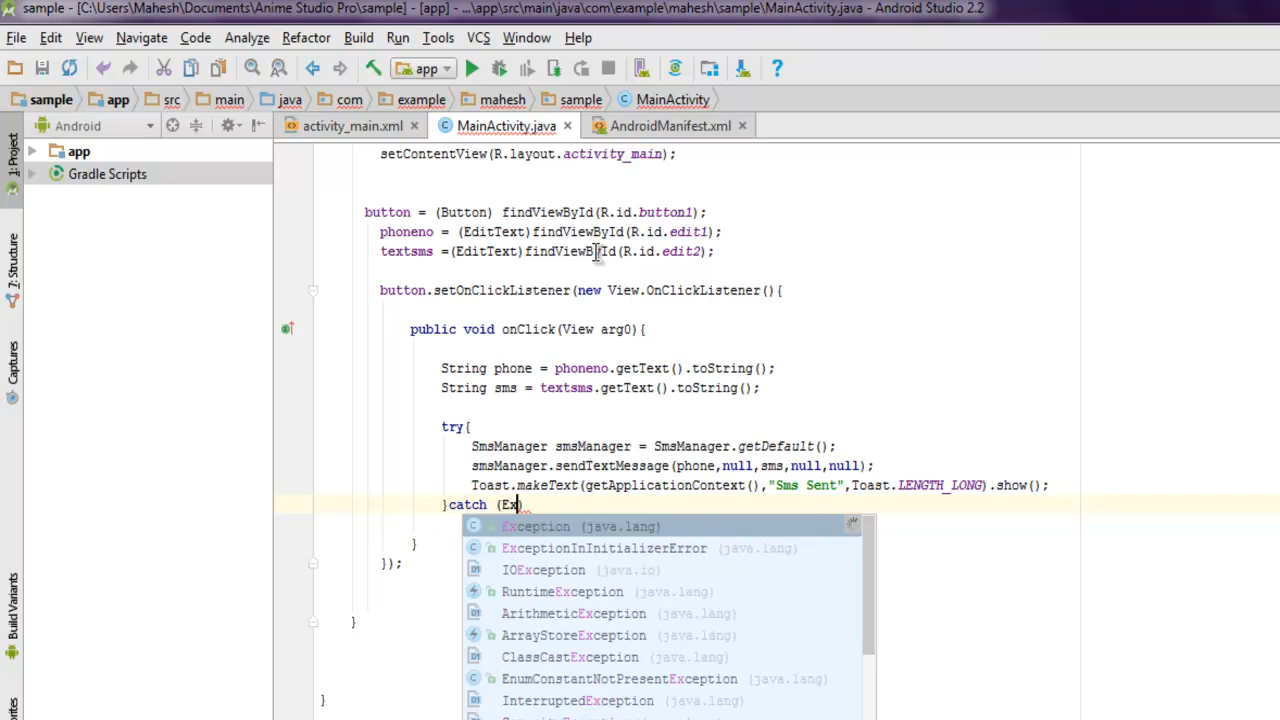 sample - [C:\Users\Mahesh\Documents\Anime Studio Pro\sample] - [app] - ...\app\src\main\java\com\example\mahesh\sample\MainActivity.java - Android Studio 2.2
File Edit View Navigate Code Analyze Refactor Build Run Tools VCS Window Help
app
sample app src main java com example mahesh sample MainActivity
Android activity_main.xml MainActivity.java AndroidManifest.xml
1: Project
7: Structure
Captures
Build Variants
app
Gradle Scripts
setContentView(R.layout.activity_main);
button = (Button) findViewById(R.id.button1);
phoneno = (EditText)findViewById(R.id.edit1);
textsms =(EditText)findViewById(R.id.edit2);
button.setOnClickListener(new View.OnClickListener(){
public void onClick(View arg0){
String phone = phoneno.getText().toString();
String sms = textsms.getText().toString();
try{
SmsManager smsManager = SmsManager.getDefault();
smsManager.sendTextMessage(phone,null,sms,null,null);
Toast.makeText(getApplicationContext(),"Sms Sent",Toast.LENGTH_LONG).show();
}catch (Ex)
Exception (java.lang)
ExceptionInInitializerError (java.lang)
IOException (java.io)
RuntimeException (java.lang)
ArithmeticException (java.lang)
ArrayStoreException (java.lang)
ClassCastException (java.lang)
EnumConstantNotPresentException (java.lang)
InterruptedException (java.lang)
}
});
}
}